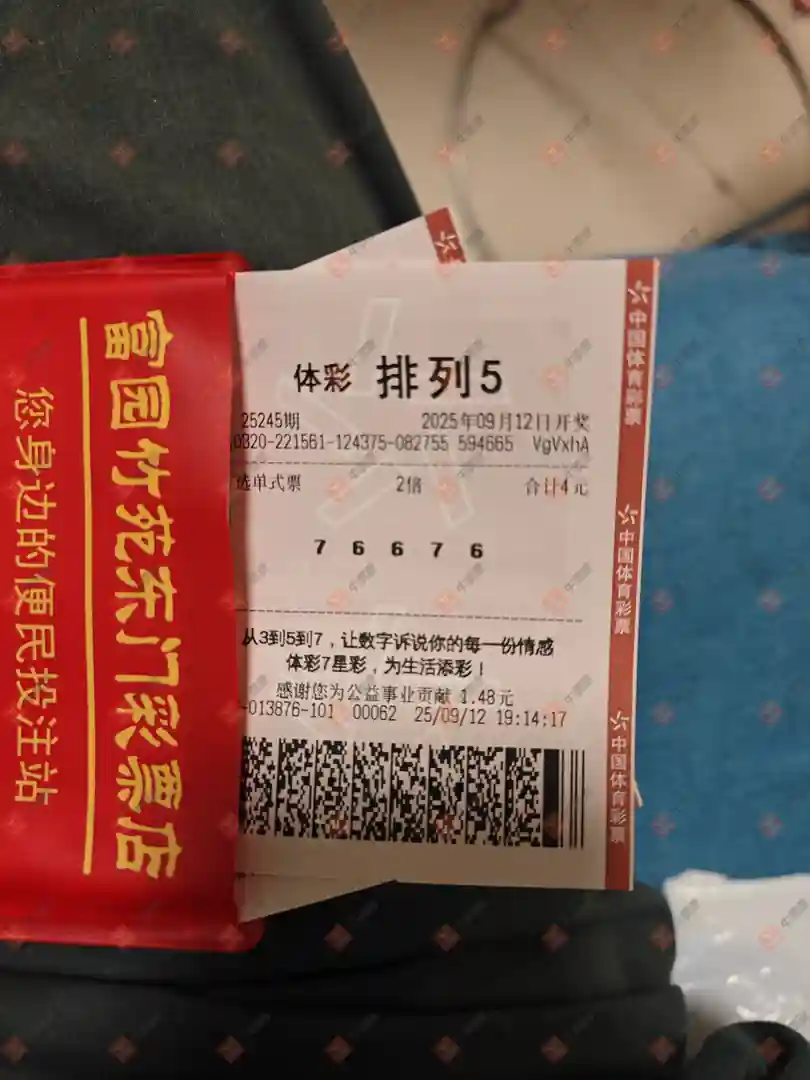 富园竹苑东门彩票店
您身边的便民投注站
体彩 排列5
25245期 2025年09月12日开奖
0320-221561-124375-082755 594665 VgVxhA
选单式票 2倍 合计4元
7 6 6 7 6
从3到5到7，让数字诉说你的每一份情感
体彩7星彩，为生活添彩！
感谢您为公益事业贡献 1.48元
-013876-101 00062 25/09/12 19:14:17
中国体育彩票
中国体育彩票
中国体育彩票